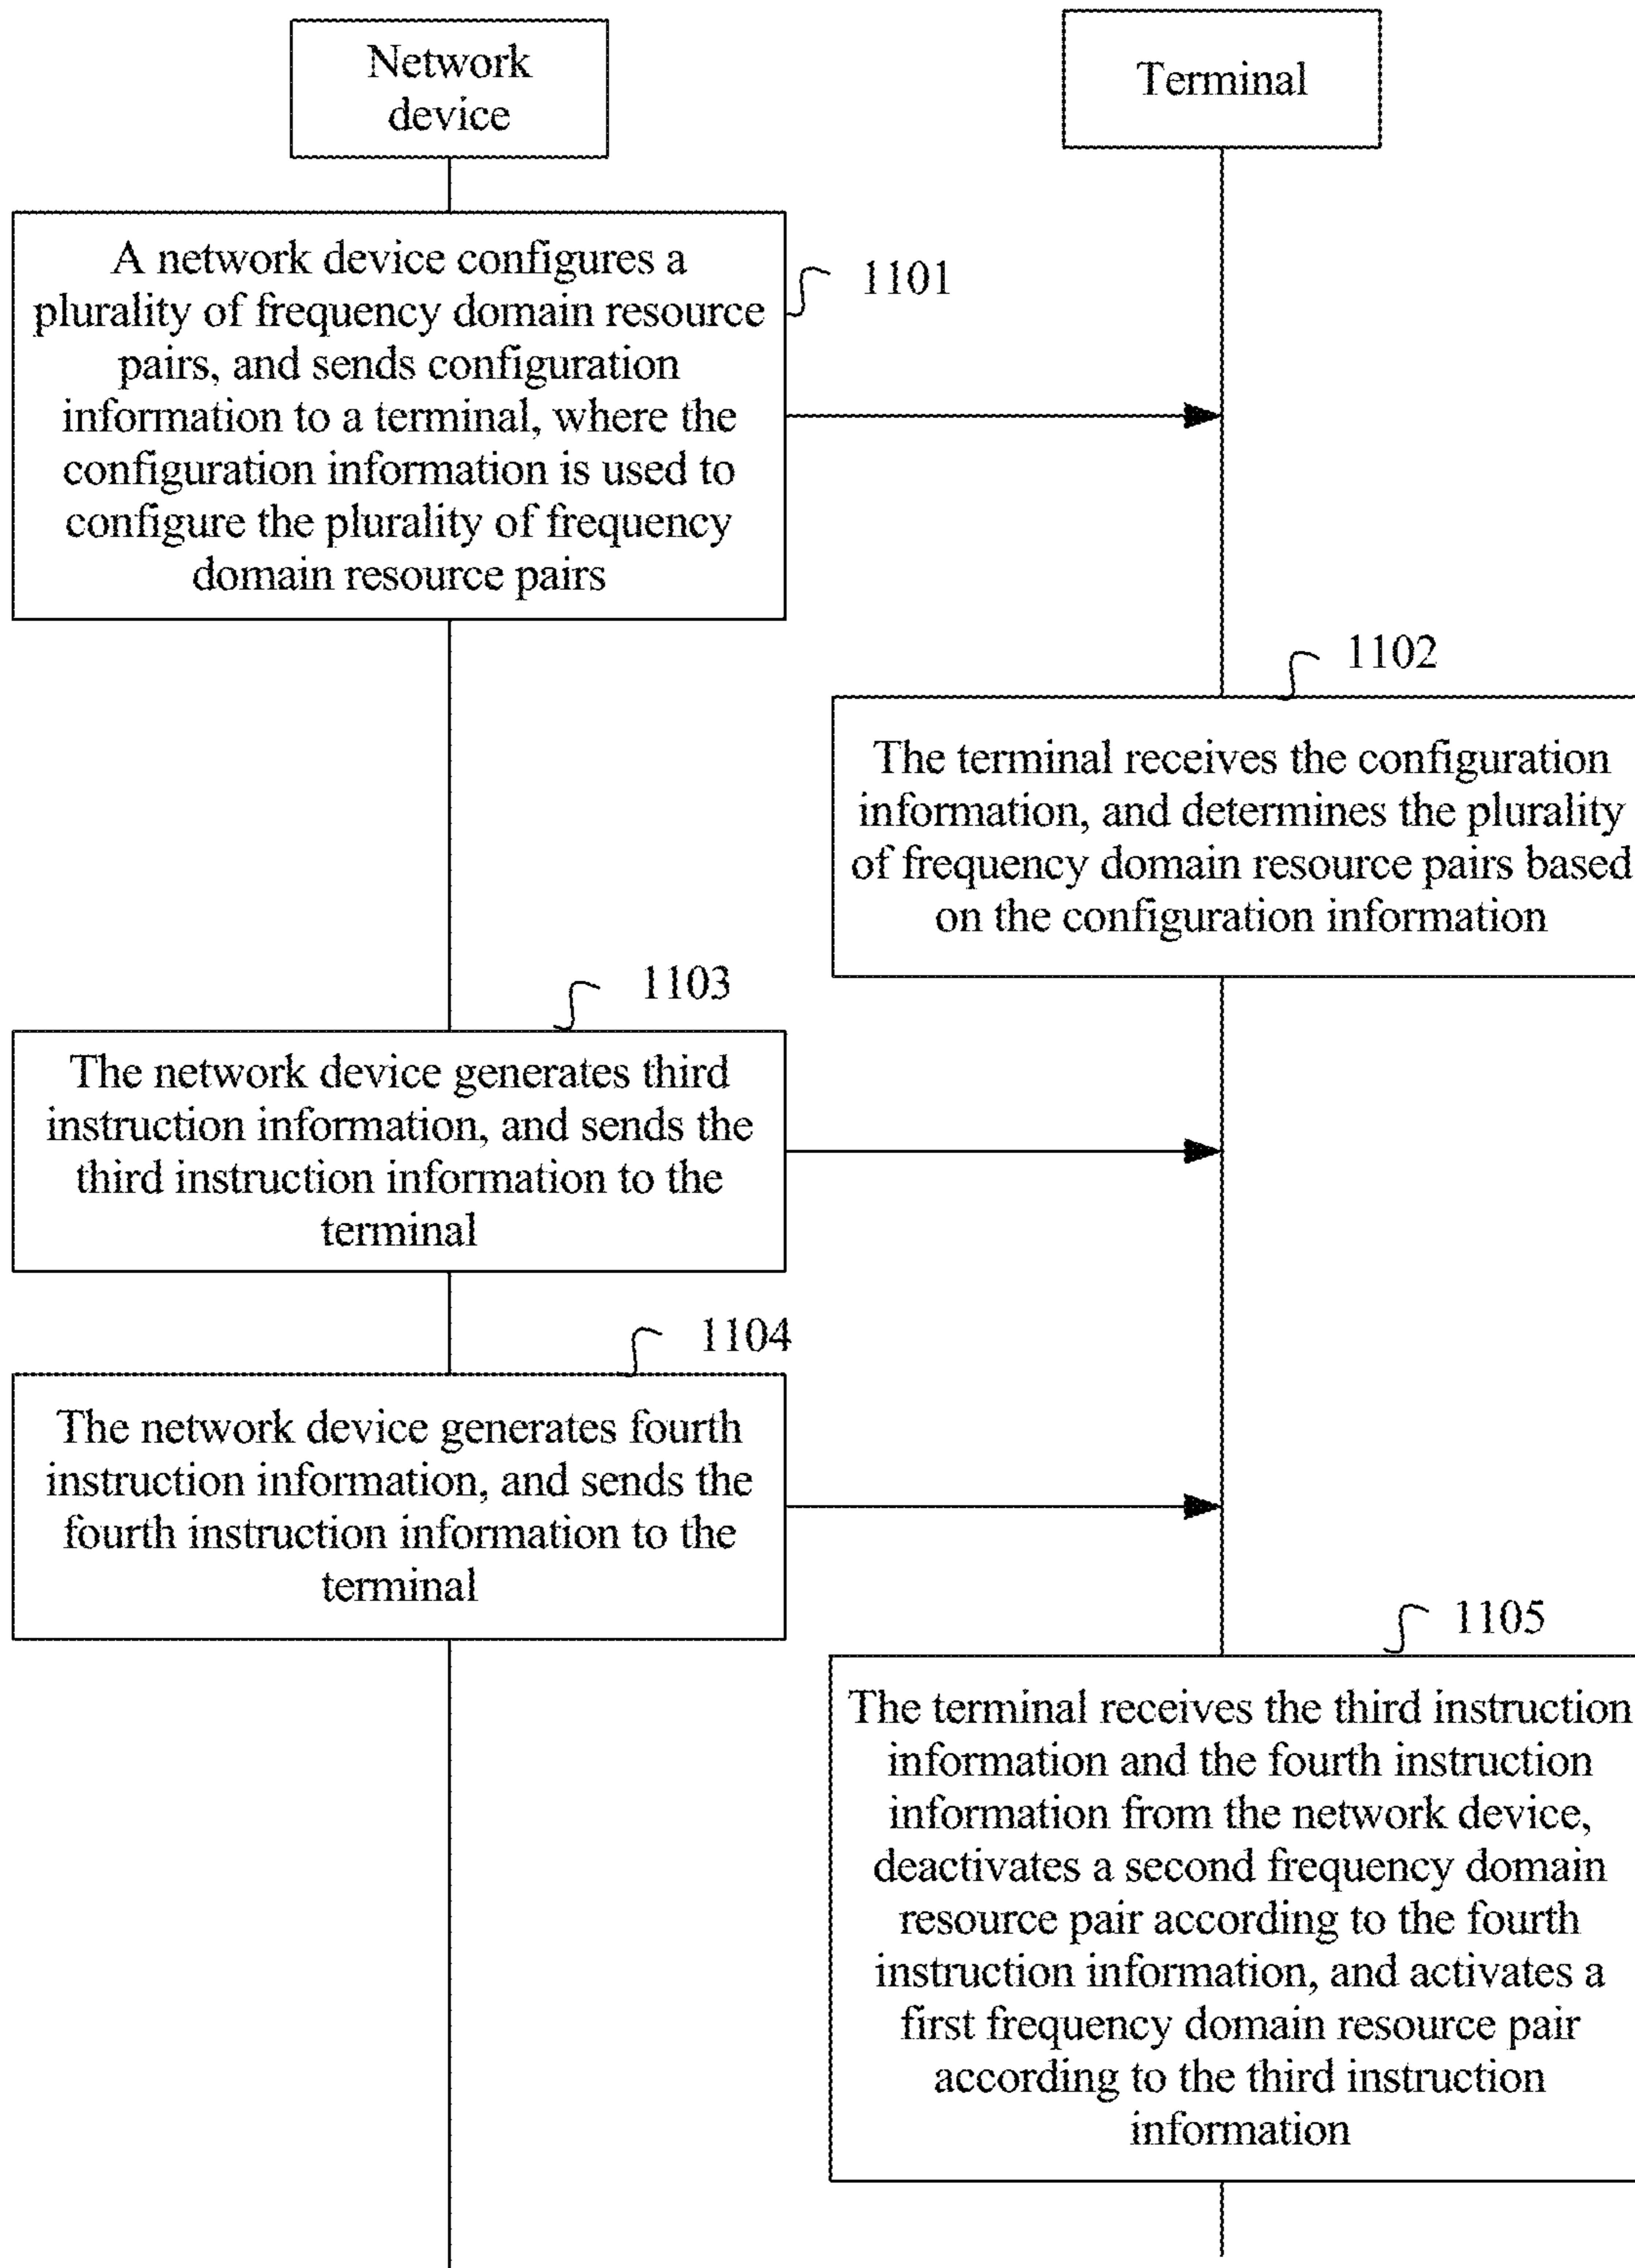 Network
device
Terminal
A network device configures a
plurality of frequency domain resource
pairs, and sends configuration
information to a terminal, where the
configuration information is used to
configure the plurality of frequency
domain resource pairs
1101
1102
The terminal receives the configuration
information, and determines the plurality
of frequency domain resource pairs based
on the configuration information
1103
The network device generates third
instruction information, and sends the
third instruction information to the
terminal
1104
The network device generates fourth
instruction information, and sends the
fourth instruction information to the
terminal
1105
The terminal receives the third instruction
information and the fourth instruction
information from the network device,
deactivates a second frequency domain
resource pair according to the fourth
instruction information, and activates a
first frequency domain resource pair
according to the third instruction
information